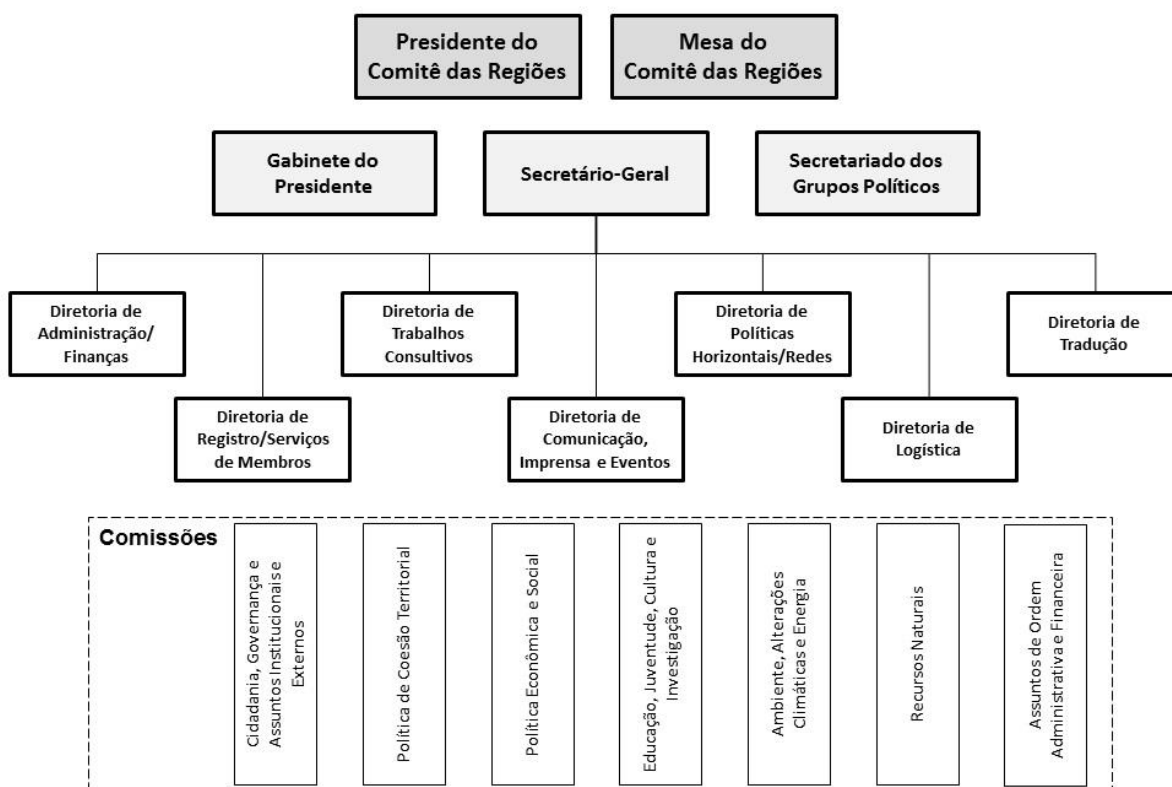 Presidente do
Comitê das Regiões
Mesa do
Comitê das Regiões
Gabinete do
Presidente
Secretário-Geral
Secretariado dos
Grupos Políticos
Diretoria de
Administração/
Finanças
Diretoria de
Trabalhos
Consultivos
Diretoria de
Políticas
Horizontais/Redes
Diretoria de
Tradução
Diretoria de
Registro/Serviços
de Membros
Diretoria de
Comunicação,
Imprensa e Eventos
Diretoria de
Logística
Comissões
Cidadania, Governança e
Assuntos Institucionais e
Externos
Política de Coesão Territorial
Política Econômica e Social
Educação, Juventude, Cultura e
Investigação
Ambiente, Alterações
Climáticas e Energia
Recursos Naturais
Assuntos de Ordem
Administrativa e Financeira